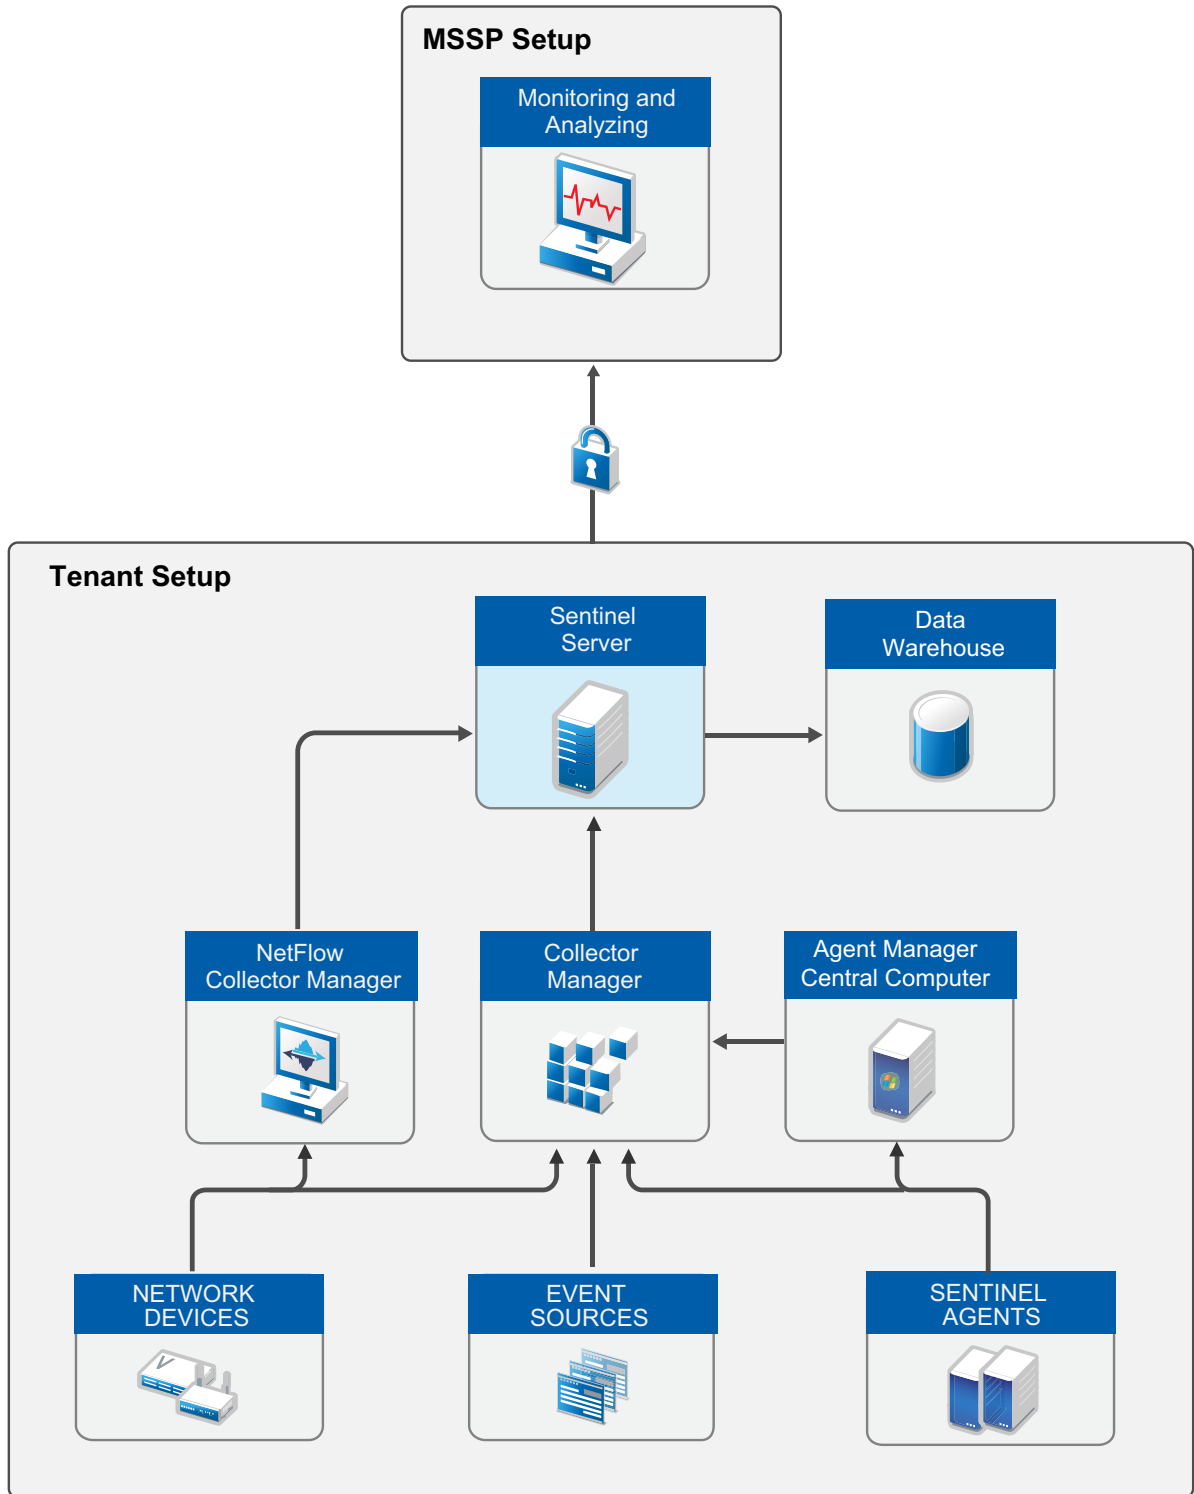 MSSP Setup
Monitoring and
Analyzing
Tenant Setup
Sentinel
Server
Data
Warehouse
NetFlow
Collector Manager
Collector
Manager
Agent Manager
Central Computer
NETWORK
DEVICES
EVENT
SOURCES
SENTINEL
AGENTS